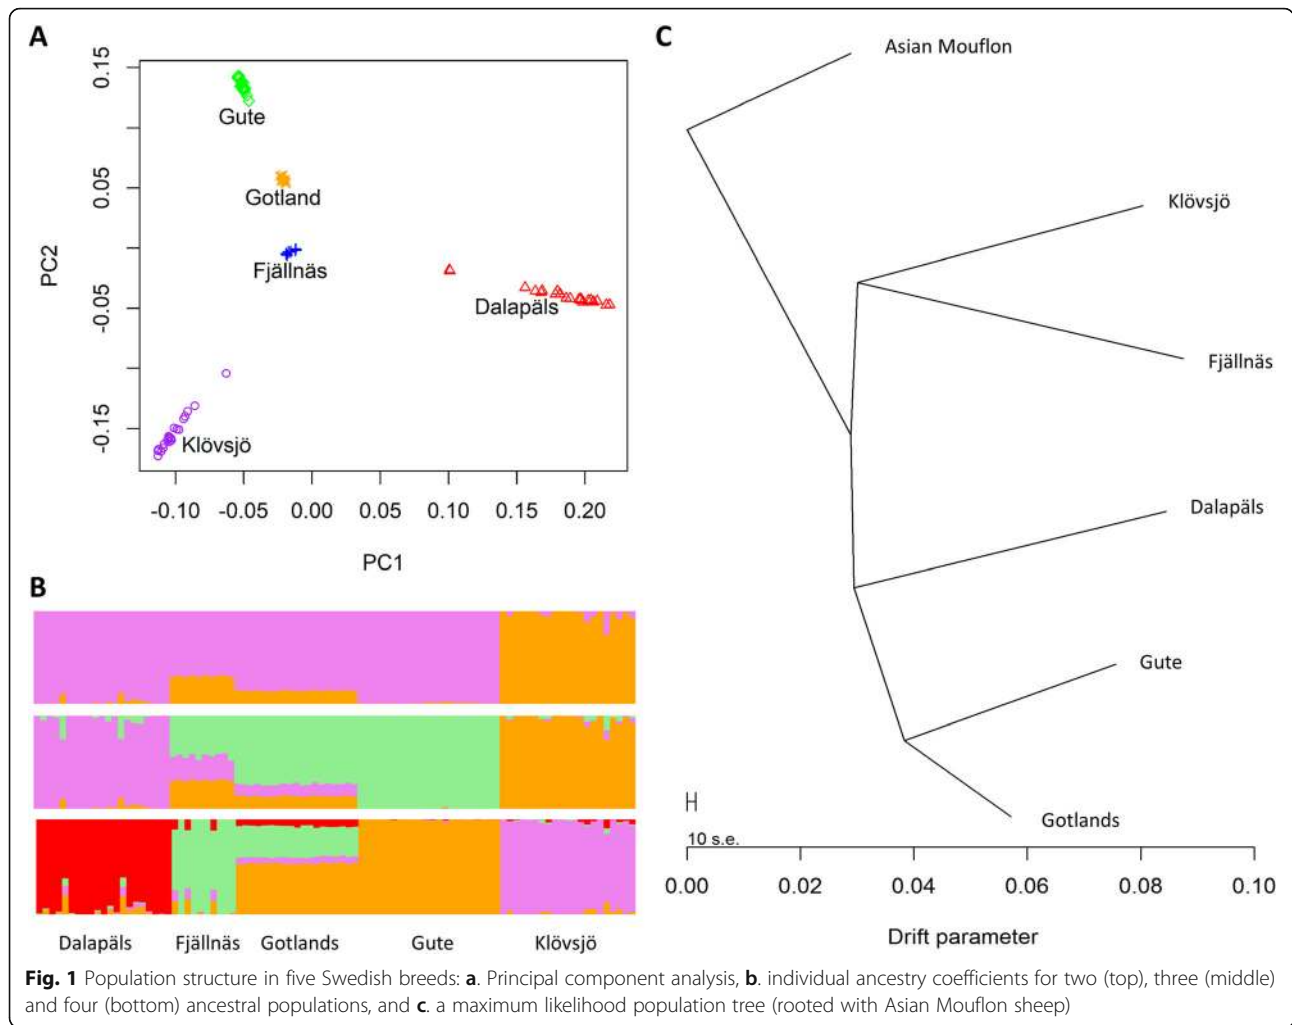 A
0.15
0.05
-0.05
-0.15
PC2
Gute
Gotland
Fjällnäs
Dalapäls
Klövsjö
-0.10 -0.05 0.00 0.05 0.10 0.15 0.20
PC1
B
Dalapäls Fjällnäs Gotlands Gute Klövsjö
C
Asian Mouflon
Klövsjö
Fjällnäs
Dalapäls
Gute
Gotlands
10 s.e.
0.00 0.02 0.04 0.06 0.08 0.10
Drift parameter
Fig. 1 Population structure in five Swedish breeds: a. Principal component analysis, b. individual ancestry coefficients for two (top), three (middle)
and four (bottom) ancestral populations, and c. a maximum likelihood population tree (rooted with Asian Mouflon sheep)